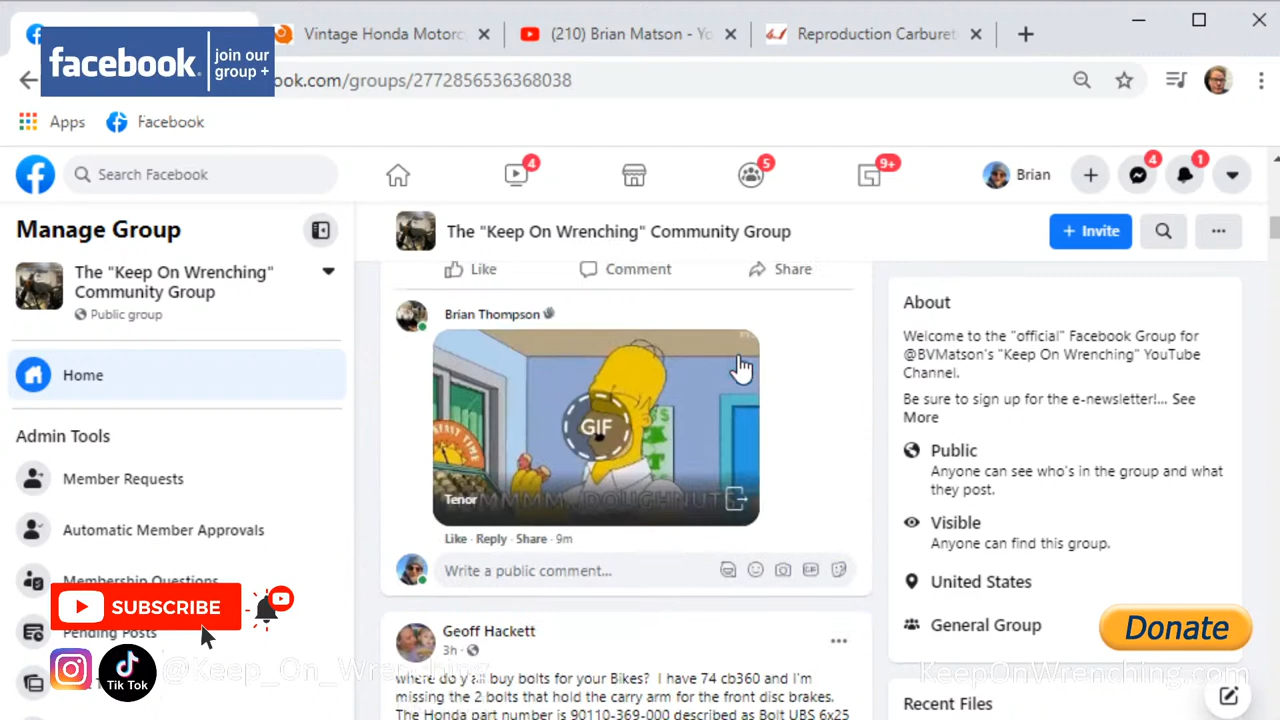 Vintage Honda Motorc
(210) Brian Matson - Yo
Reproduction Carburet
facebook.
join our
group +
ook.com/groups/2772856536368038
Apps
Facebook
Search Facebook
4
5
9+
Brian
4
1
Manage Group
The "Keep On Wrenching" Community Group
+ Invite
The "Keep On Wrenching"
Community Group
Public group
Like
Comment
Share
Home
Brian Thompson
GIF
Tenor
MMMM, DOUGHNUTS
Like · Reply · Share · 9m
Write a public comment...
GIF
Admin Tools
Member Requests
Automatic Member Approvals
Membership Questions
Pending Posts
SUBSCRIBE
Tik Tok
@Keep_On_Wrenching
Geoff Hackett
3h
where do y'all buy bolts for your Bikes? I have 74 cb360 and I'm
missing the 2 bolts that hold the carry arm for the front disc brakes.
The Honda part number is 90110-369-000 described as Bolt UBS 6x25
About
Welcome to the "official" Facebook Group for
@BVMatson's "Keep On Wrenching" YouTube
Channel.
Be sure to sign up for the e-newsletter!... See
More
Public
Anyone can see who's in the group and what
they post.
Visible
Anyone can find this group.
United States
General Group
Donate
KeepOnWrenching.com
Recent Files